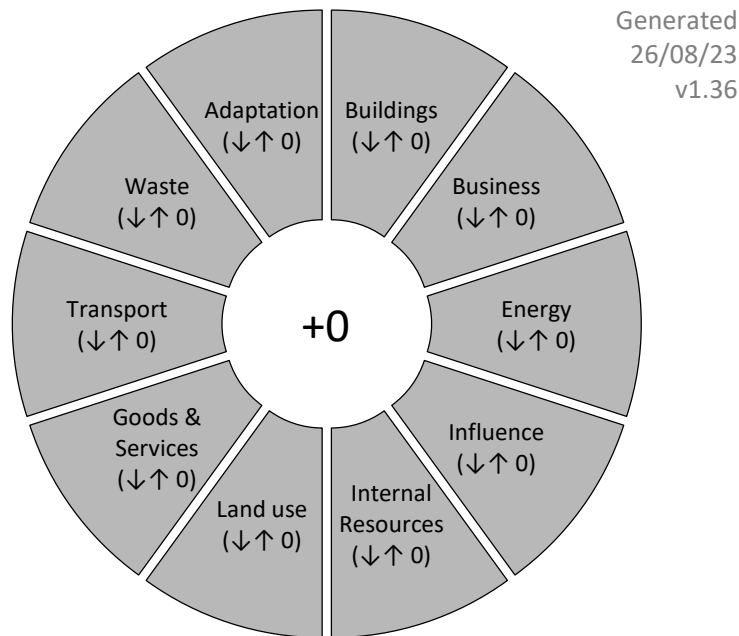 Generated
26/08/23
v1.36
Adaptation
(↓↑ 0)
Buildings
(↓↑ 0)
Business
(↓↑ 0)
Energy
(↓↑ 0)
Influence
(↓↑ 0)
Internal
Resources
(↓↑ 0)
Land use
(↓↑ 0)
Goods &
Services
(↓↑ 0)
Transport
(↓↑ 0)
Waste
(↓↑ 0)
+0